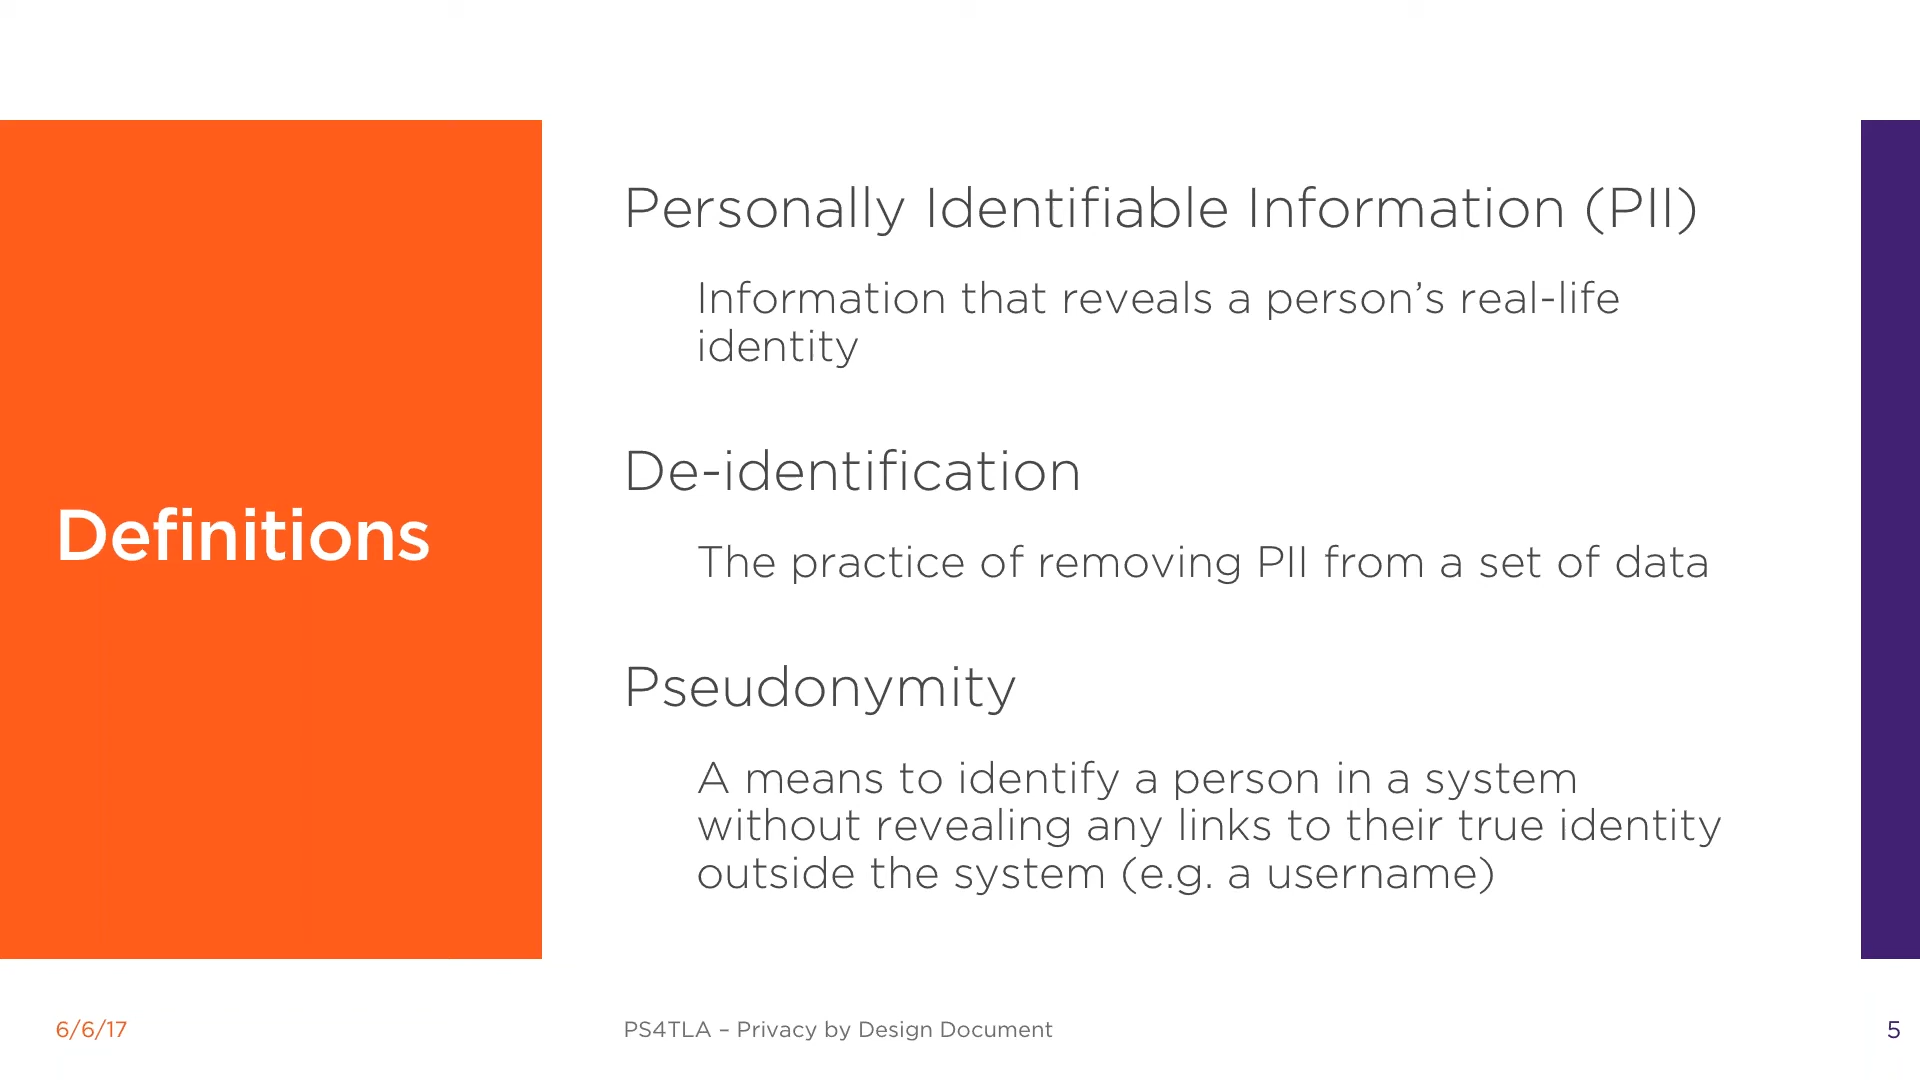 Definitions
Personally Identifiable Information (PII)
Information that reveals a person’s real-life
identity
De-identification
The practice of removing PII from a set of data
Pseudonymity
A means to identify a person in a system
without revealing any links to their true identity
outside the system (e.g. a username)
6/6/17
PS4TLA – Privacy by Design Document
5